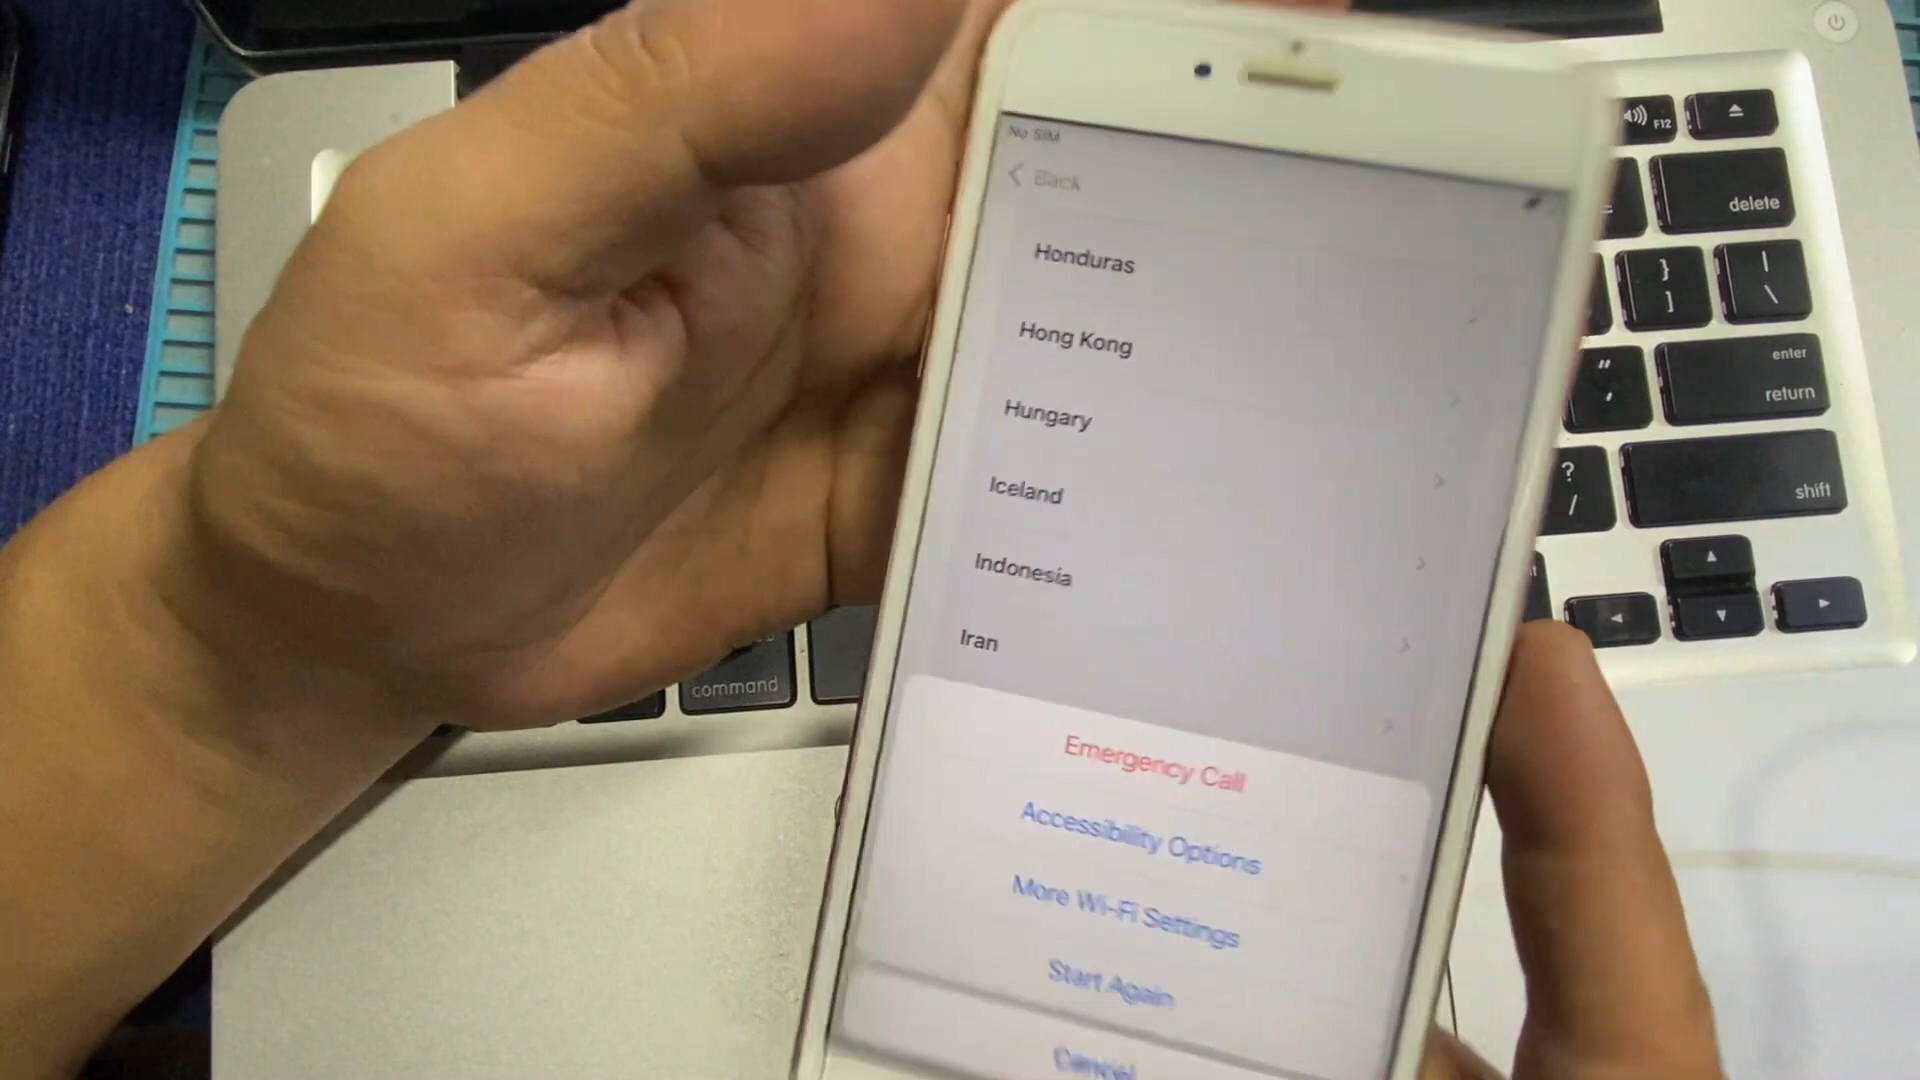 No SIM
Back
Honduras
Hong Kong
Hungary
Iceland
Indonesia
Iran
Emergency Call
Accessibility Options
More Wi-Fi Settings
Start Again
Cancel
F12
delete
}
]
|
\
"
'
enter
return
?
/
shift
command